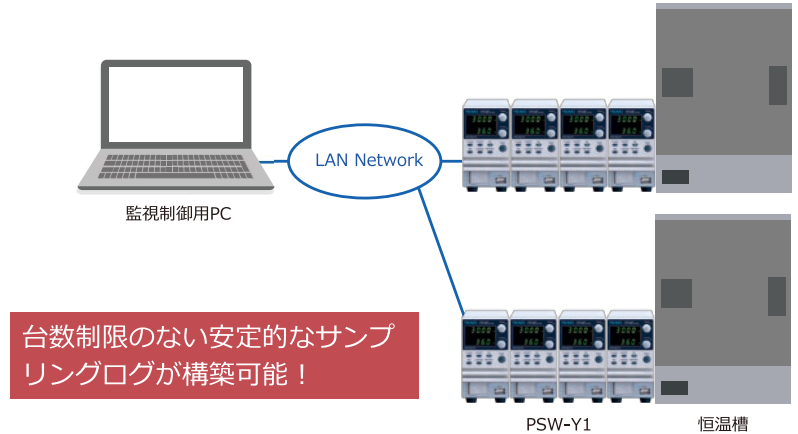 LAN Network
監視制御用PC
台数制限のない安定的なサンプ
リングログが構築可能！
PSW-Y1
恒温槽